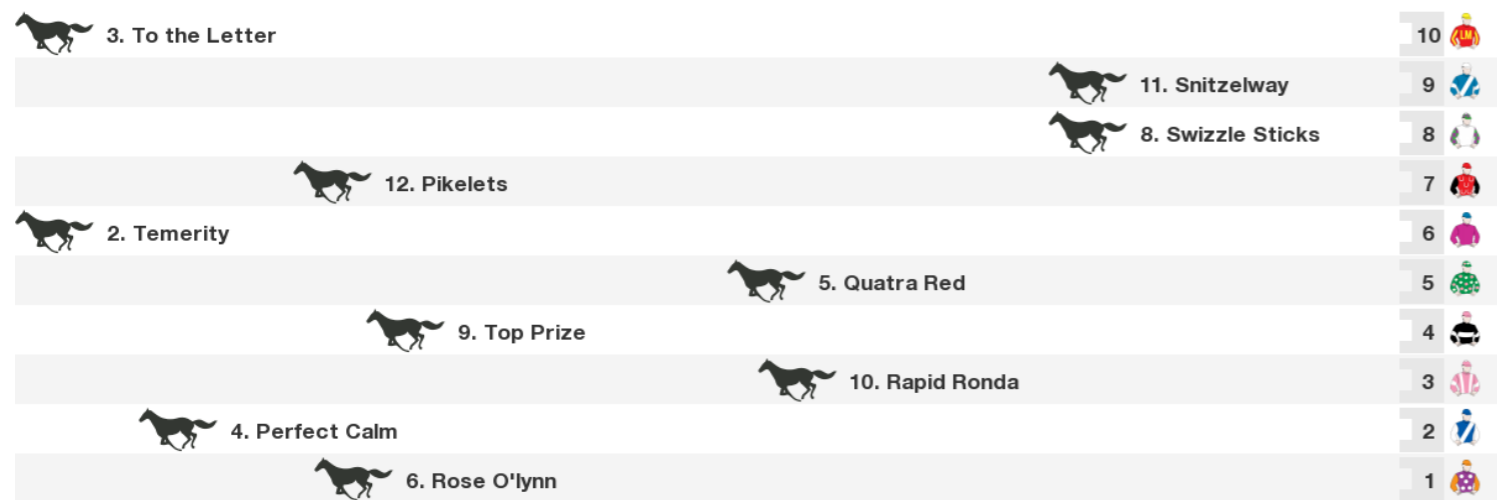 3. To the Letter 10
11. Snitzelway 9
8. Swizzle Sticks 8
12. Pikelets 7
2. Temerity 6
5. Quatra Red 5
9. Top Prize 4
10. Rapid Ronda 3
4. Perfect Calm 2
6. Rose O'lynn 1